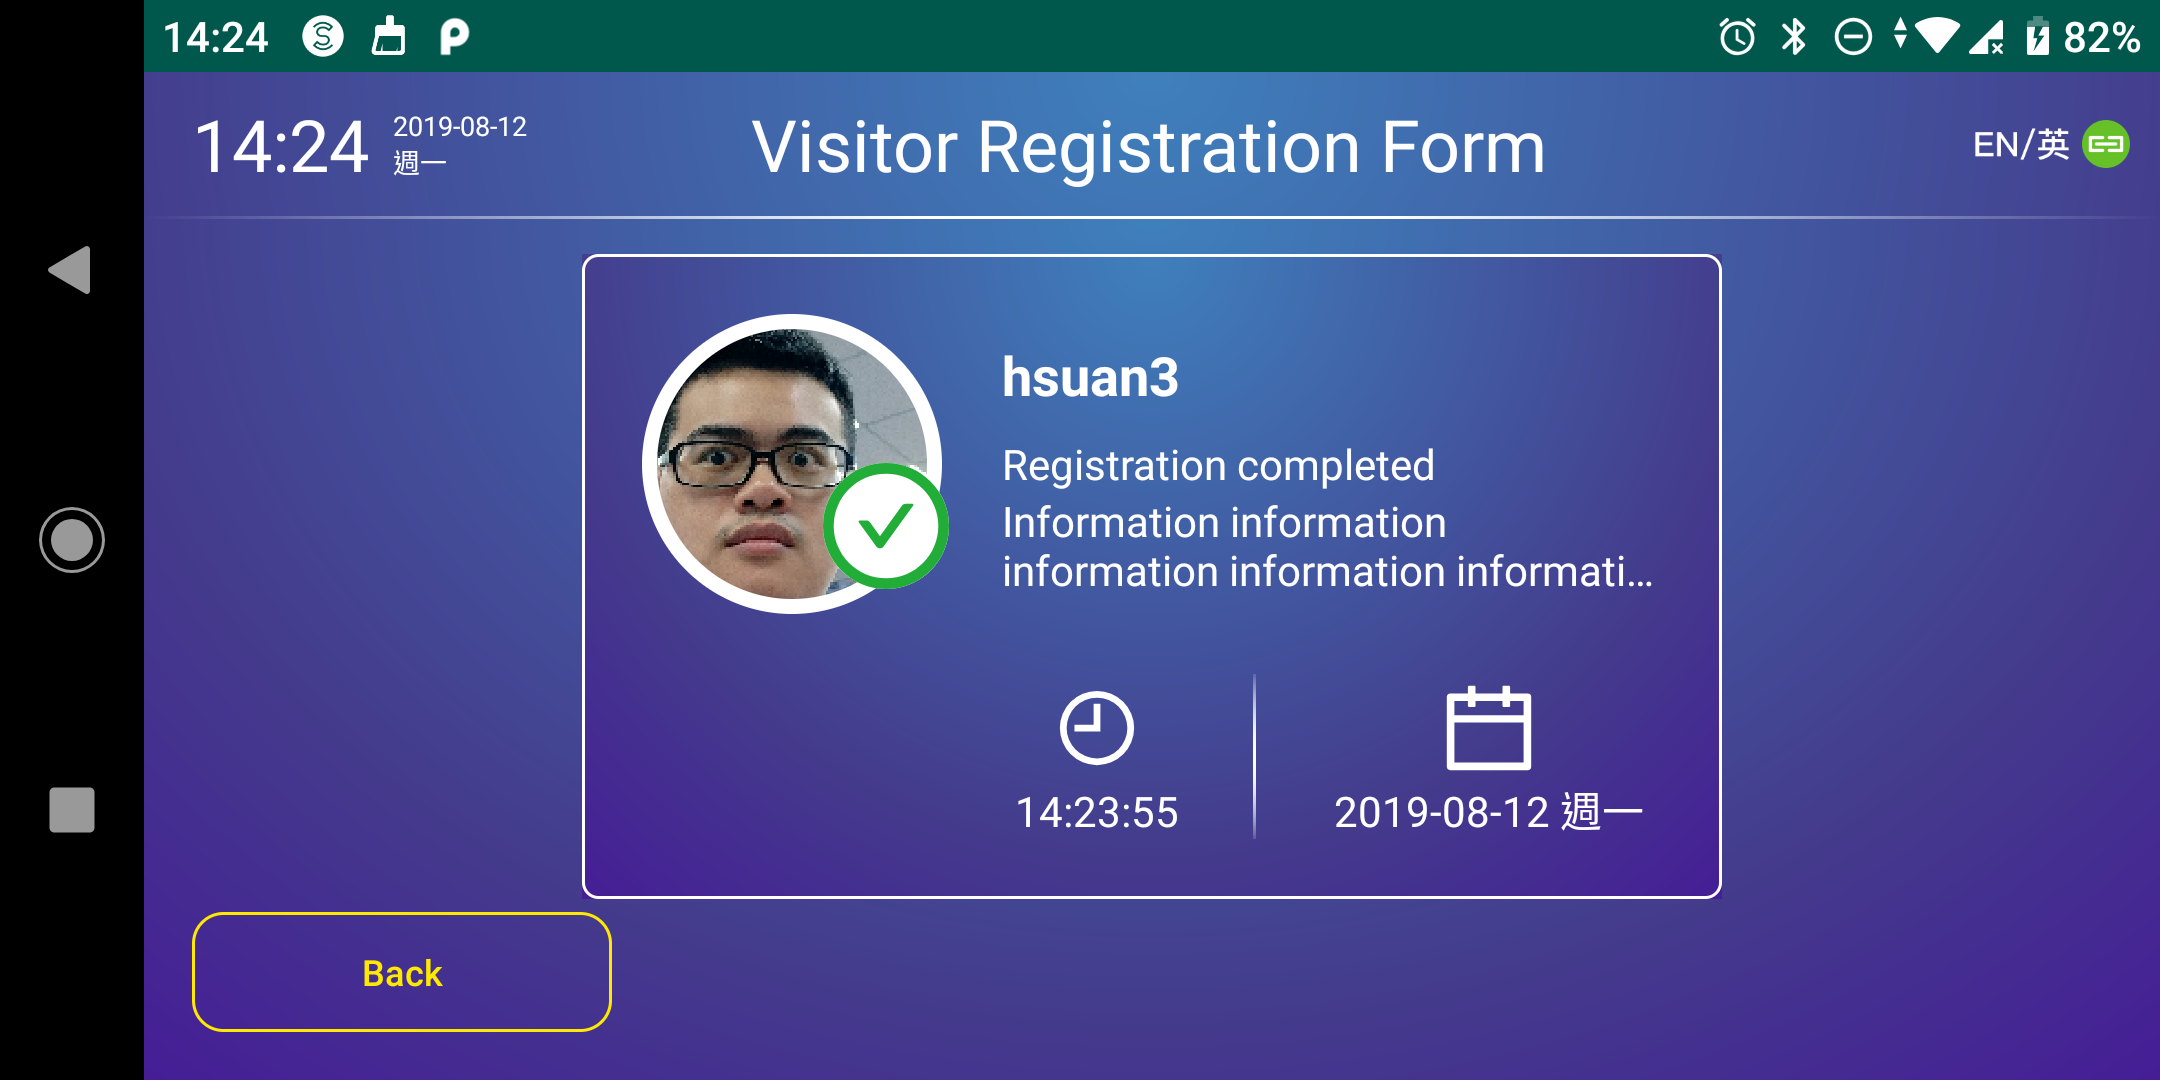 14:24
82%
14:24
2019-08-12
週一
Visitor Registration Form
EN/英
hsuan3
Registration completed
Information information
information information informati...
14:23:55
2019-08-12 週一
Back